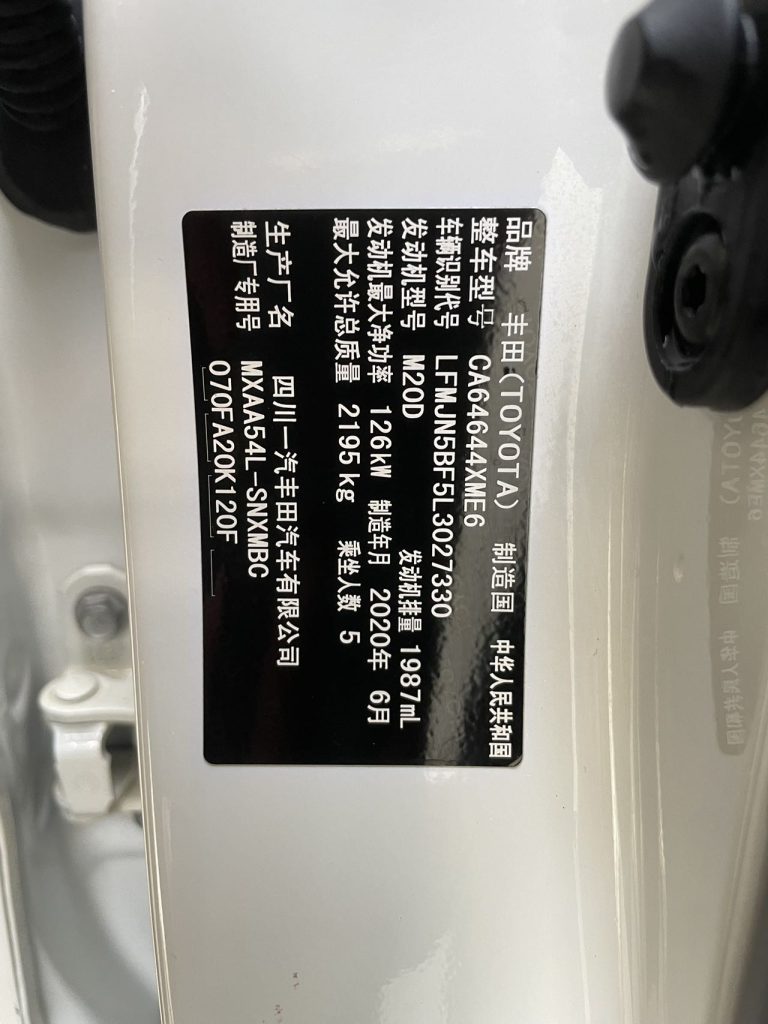 品牌 丰田(TOYOTA) 制造国 中华人民共和国
整车型号 CA64644XME6
车辆识别代号 LFMJN5BF5L3027330
发动机型号 M20D 发动机排量 1987mL
发动机最大净功率 126kW 制造年月 2020年 6月
最大允许总质量 2195kg 乘坐人数 5
生产厂名 四川一汽丰田汽车有限公司
制造厂专用号 MXAA54L-SNXMBC
070FA20K120F